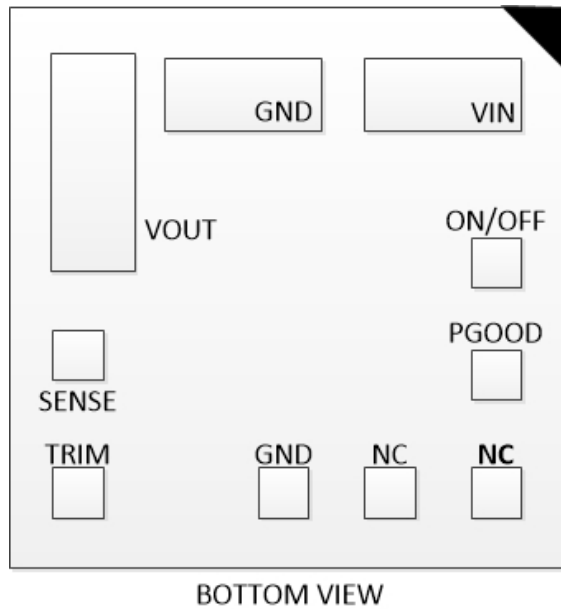 GND
VIN
VOUT
ON/OFF
PGOOD
SENSE
TRIM
GND
NC
NC
BOTTOM VIEW